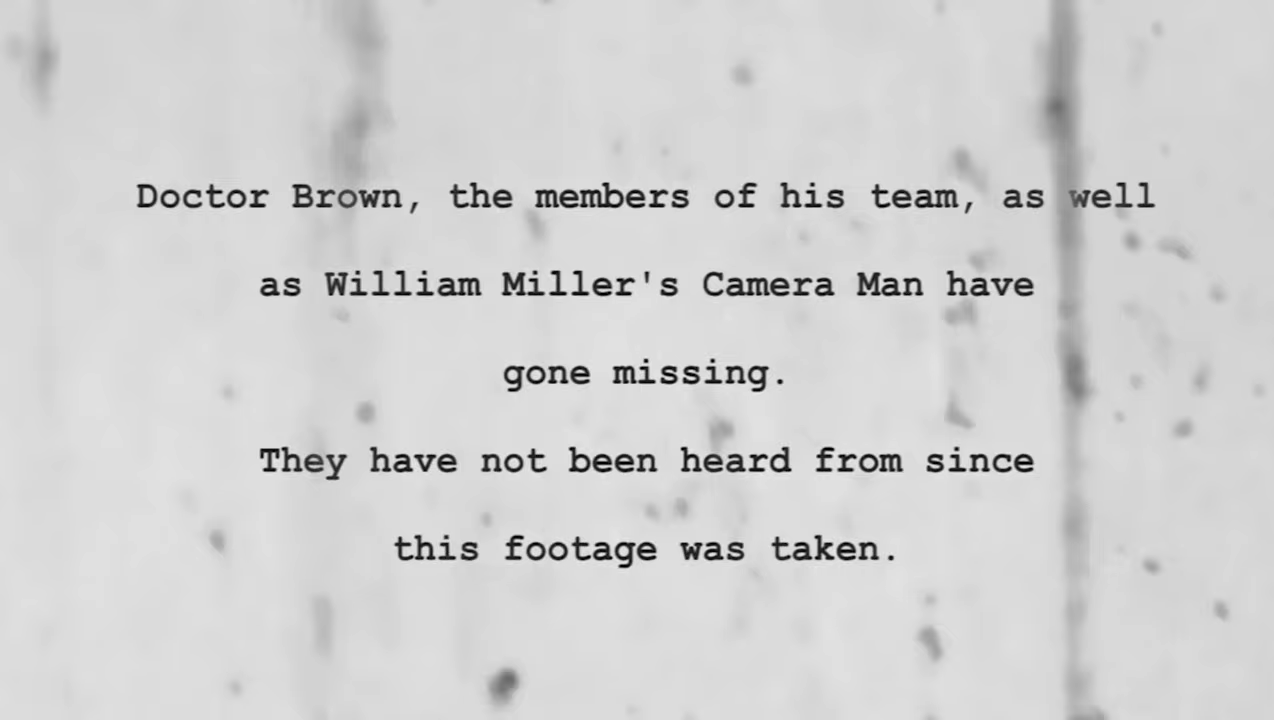 Doctor Brown, the members of his team, as well
as William Miller's Camera Man have
gone missing.
They have not been heard from since
this footage was taken.